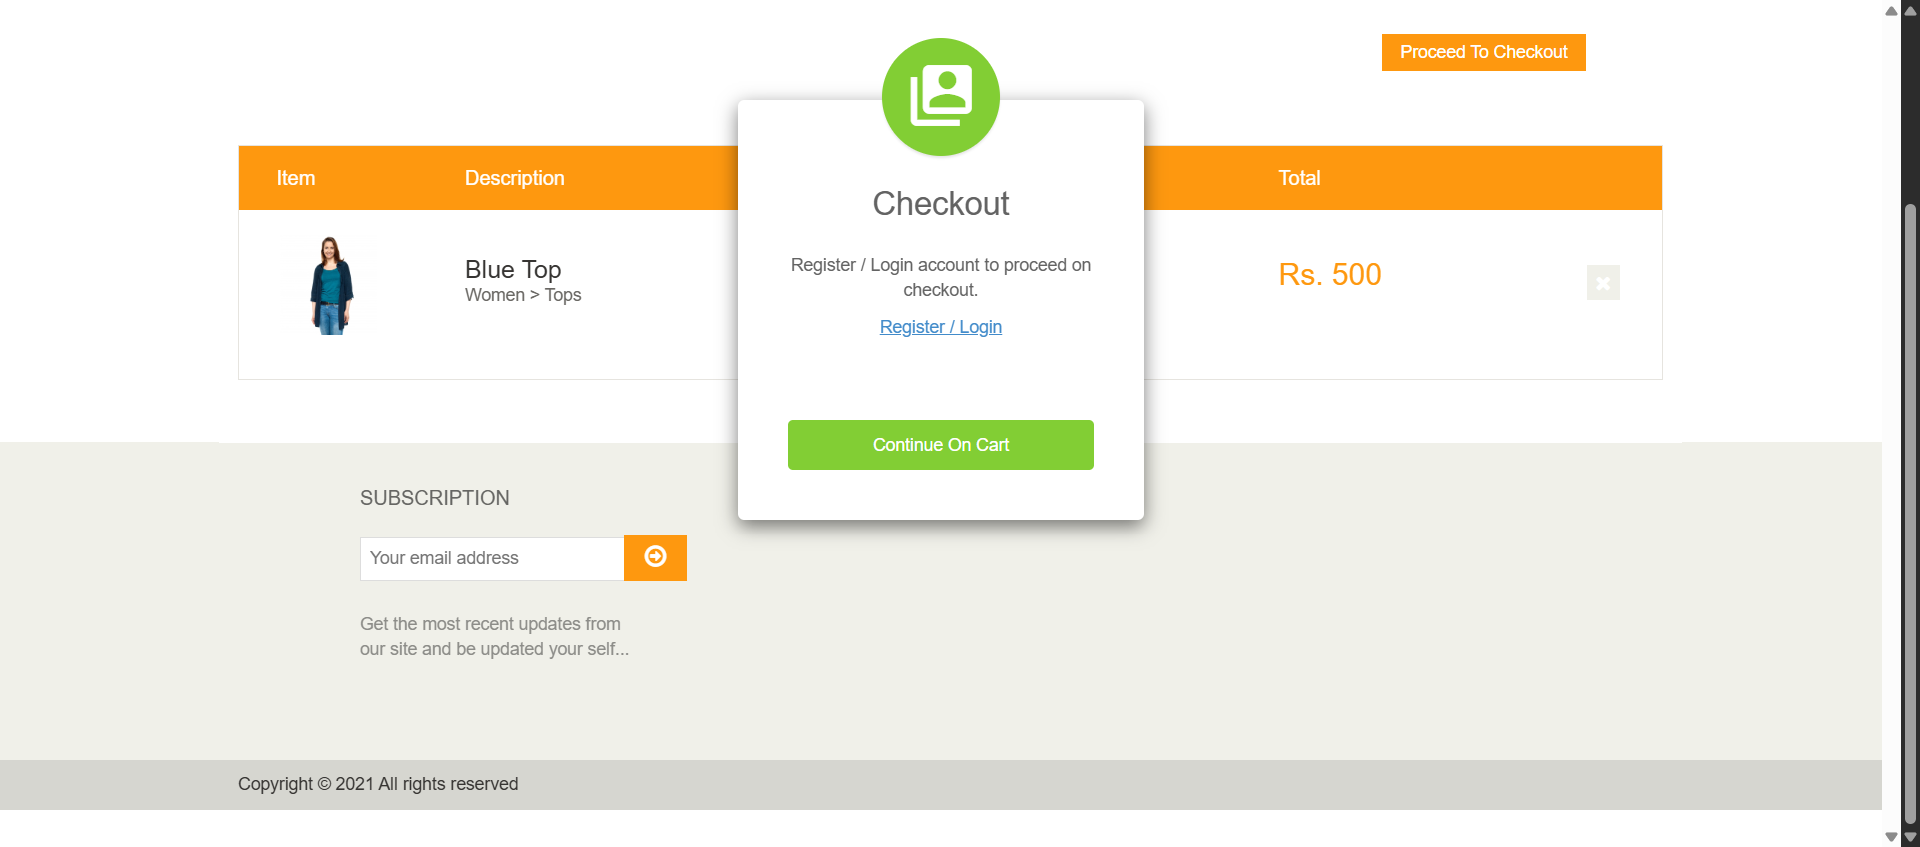 Proceed To Checkout
Item
Description
Total
Blue Top
Women > Tops
Rs. 500
Checkout
Register / Login account to proceed on
checkout.
Register / Login
Continue On Cart
SUBSCRIPTION
Your email address
Get the most recent updates from
our site and be updated your self...
Copyright © 2021 All rights reserved